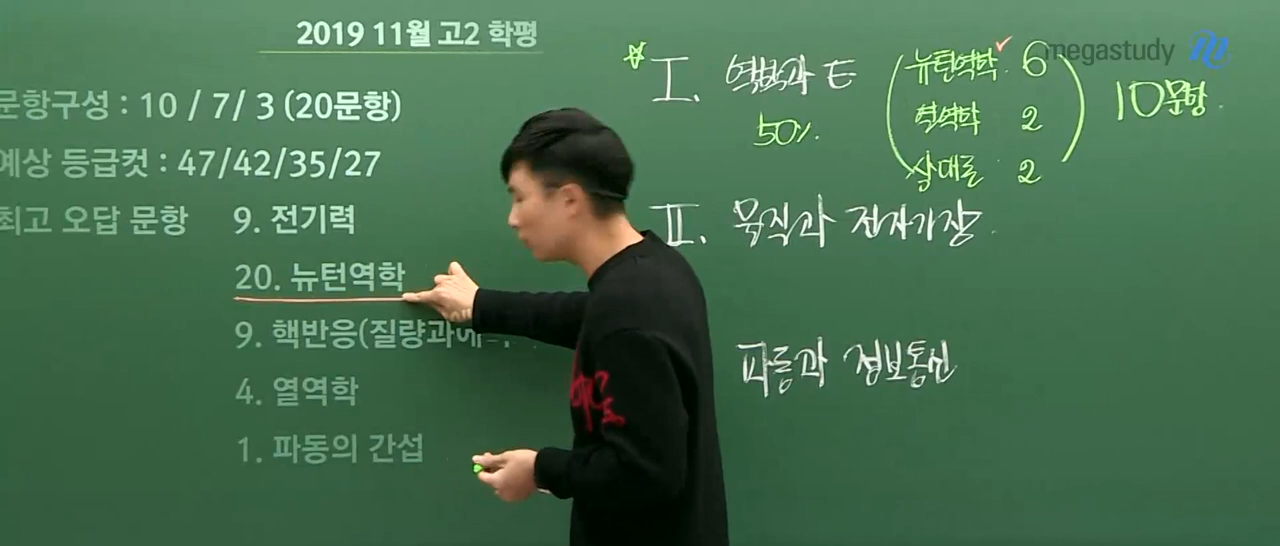 2019 11월 고2 학평
문항구성 : 10 / 7/ 3 (20문항)
예상 등급컷 : 47/42/35/27
최고 오답 문항 9. 전기력
20. 뉴턴역학
9. 핵반응(질량과에
4. 열역학
1. 파동의 간섭
I. 역학과 E
50%.
뉴턴역학. 6
열역학 2
상대론 2
10문항.
II. 물질과 전자기장.
파동과 정보통신
megastudy